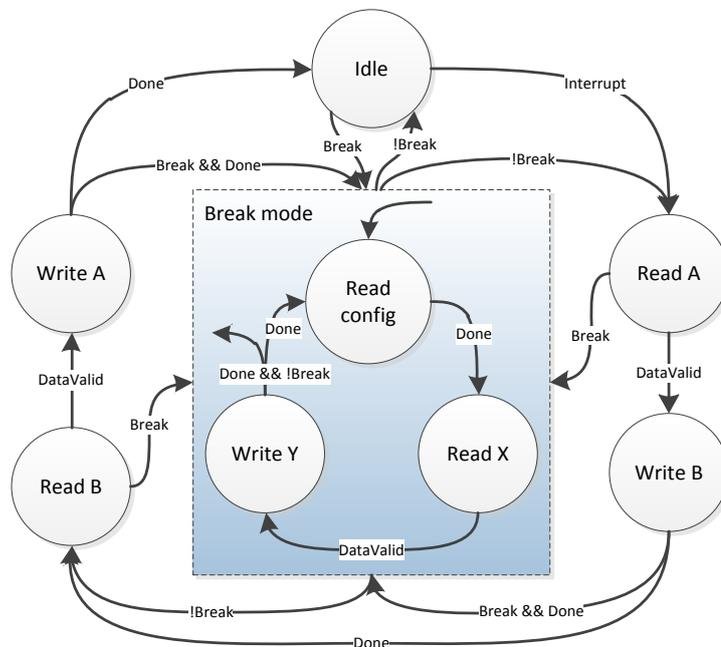 Idle
Done
Interrupt
Break
!Break
Break && Done
!Break
Break mode
Write A
Read A
Read
config
Done
Done
Break
Done && !Break
DataValid
DataValid
Break
Write Y
Read X
Read B
Write B
DataValid
!Break
Break && Done
Done